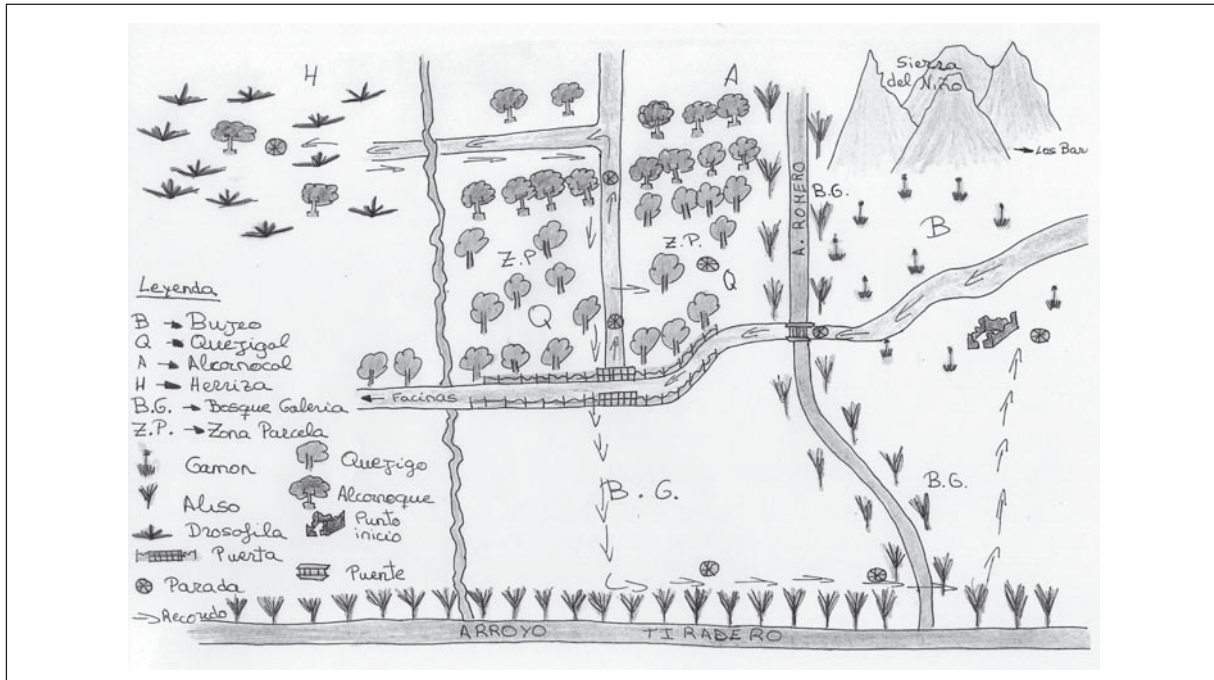 H
A
Sierra
del Niño
Los Bar
B.G.
B
A. ROMERO
Z.P.
Z.P
Q
Q
Facinas
B.G.
B.G.
ARROYO TIRADERO
Leyenda
B → Bujeo
Q → Quejigal
A → Alcornocal
H → Herriza
B.G. → Bosque Galeria
Z.P. → Zona Parcela
Gamon
Aliso
Drosofila
Puerta
Parada
Recorrido
Quejigo
Alcornoque
Punto
inicio
Puente